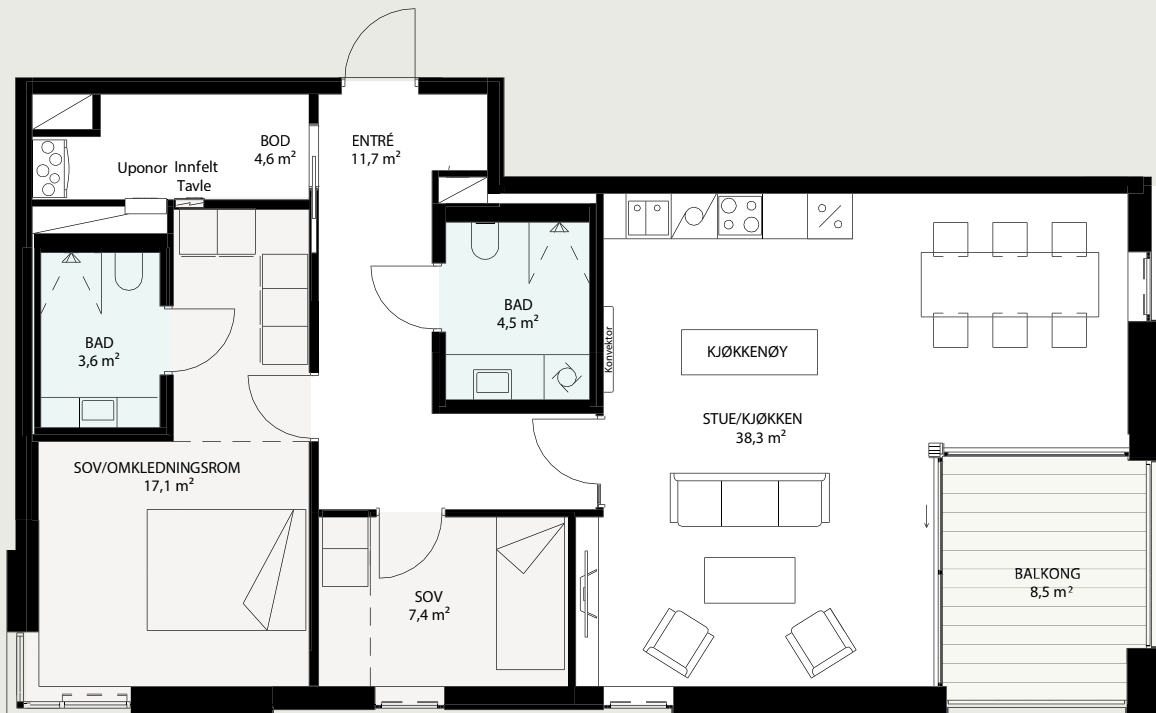 BOD
4,6 m²
ENTRÉ
11,7 m²
Uponor Innfelt
Tavle
BAD
3,6 m²
BAD
4,5 m²
Konvektor
KJØKKENØY
STUE/KJØKKEN
38,3 m²
SOV/OMKLEDNINGSROM
17,1 m²
SOV
7,4 m²
BALKONG
8,5 m²